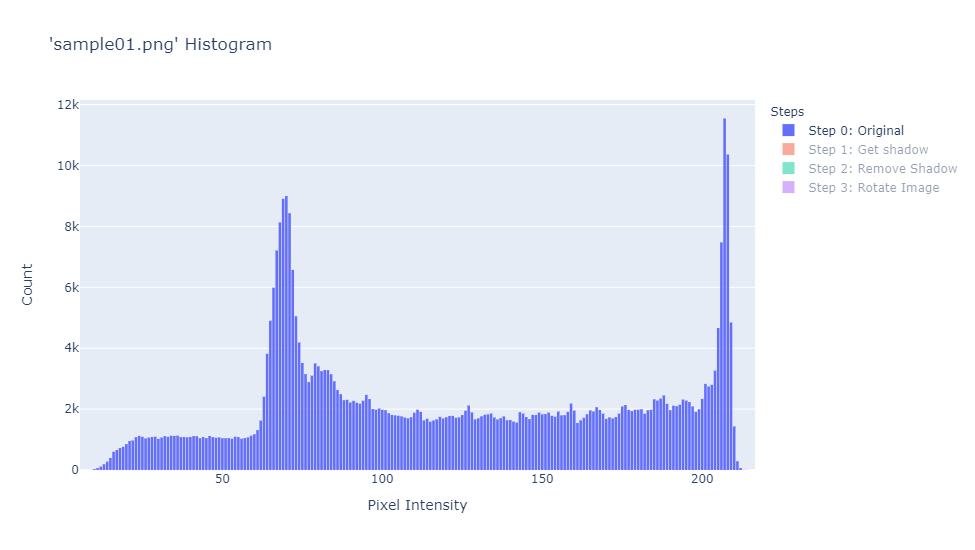 'sample01.png' Histogram
Steps
Step 0: Original
Step 1: Get shadow
Step 2: Remove Shadow
Step 3: Rotate Image
12k
10k
8k
6k
4k
2k
0
Count
50
100
150
200
Pixel Intensity